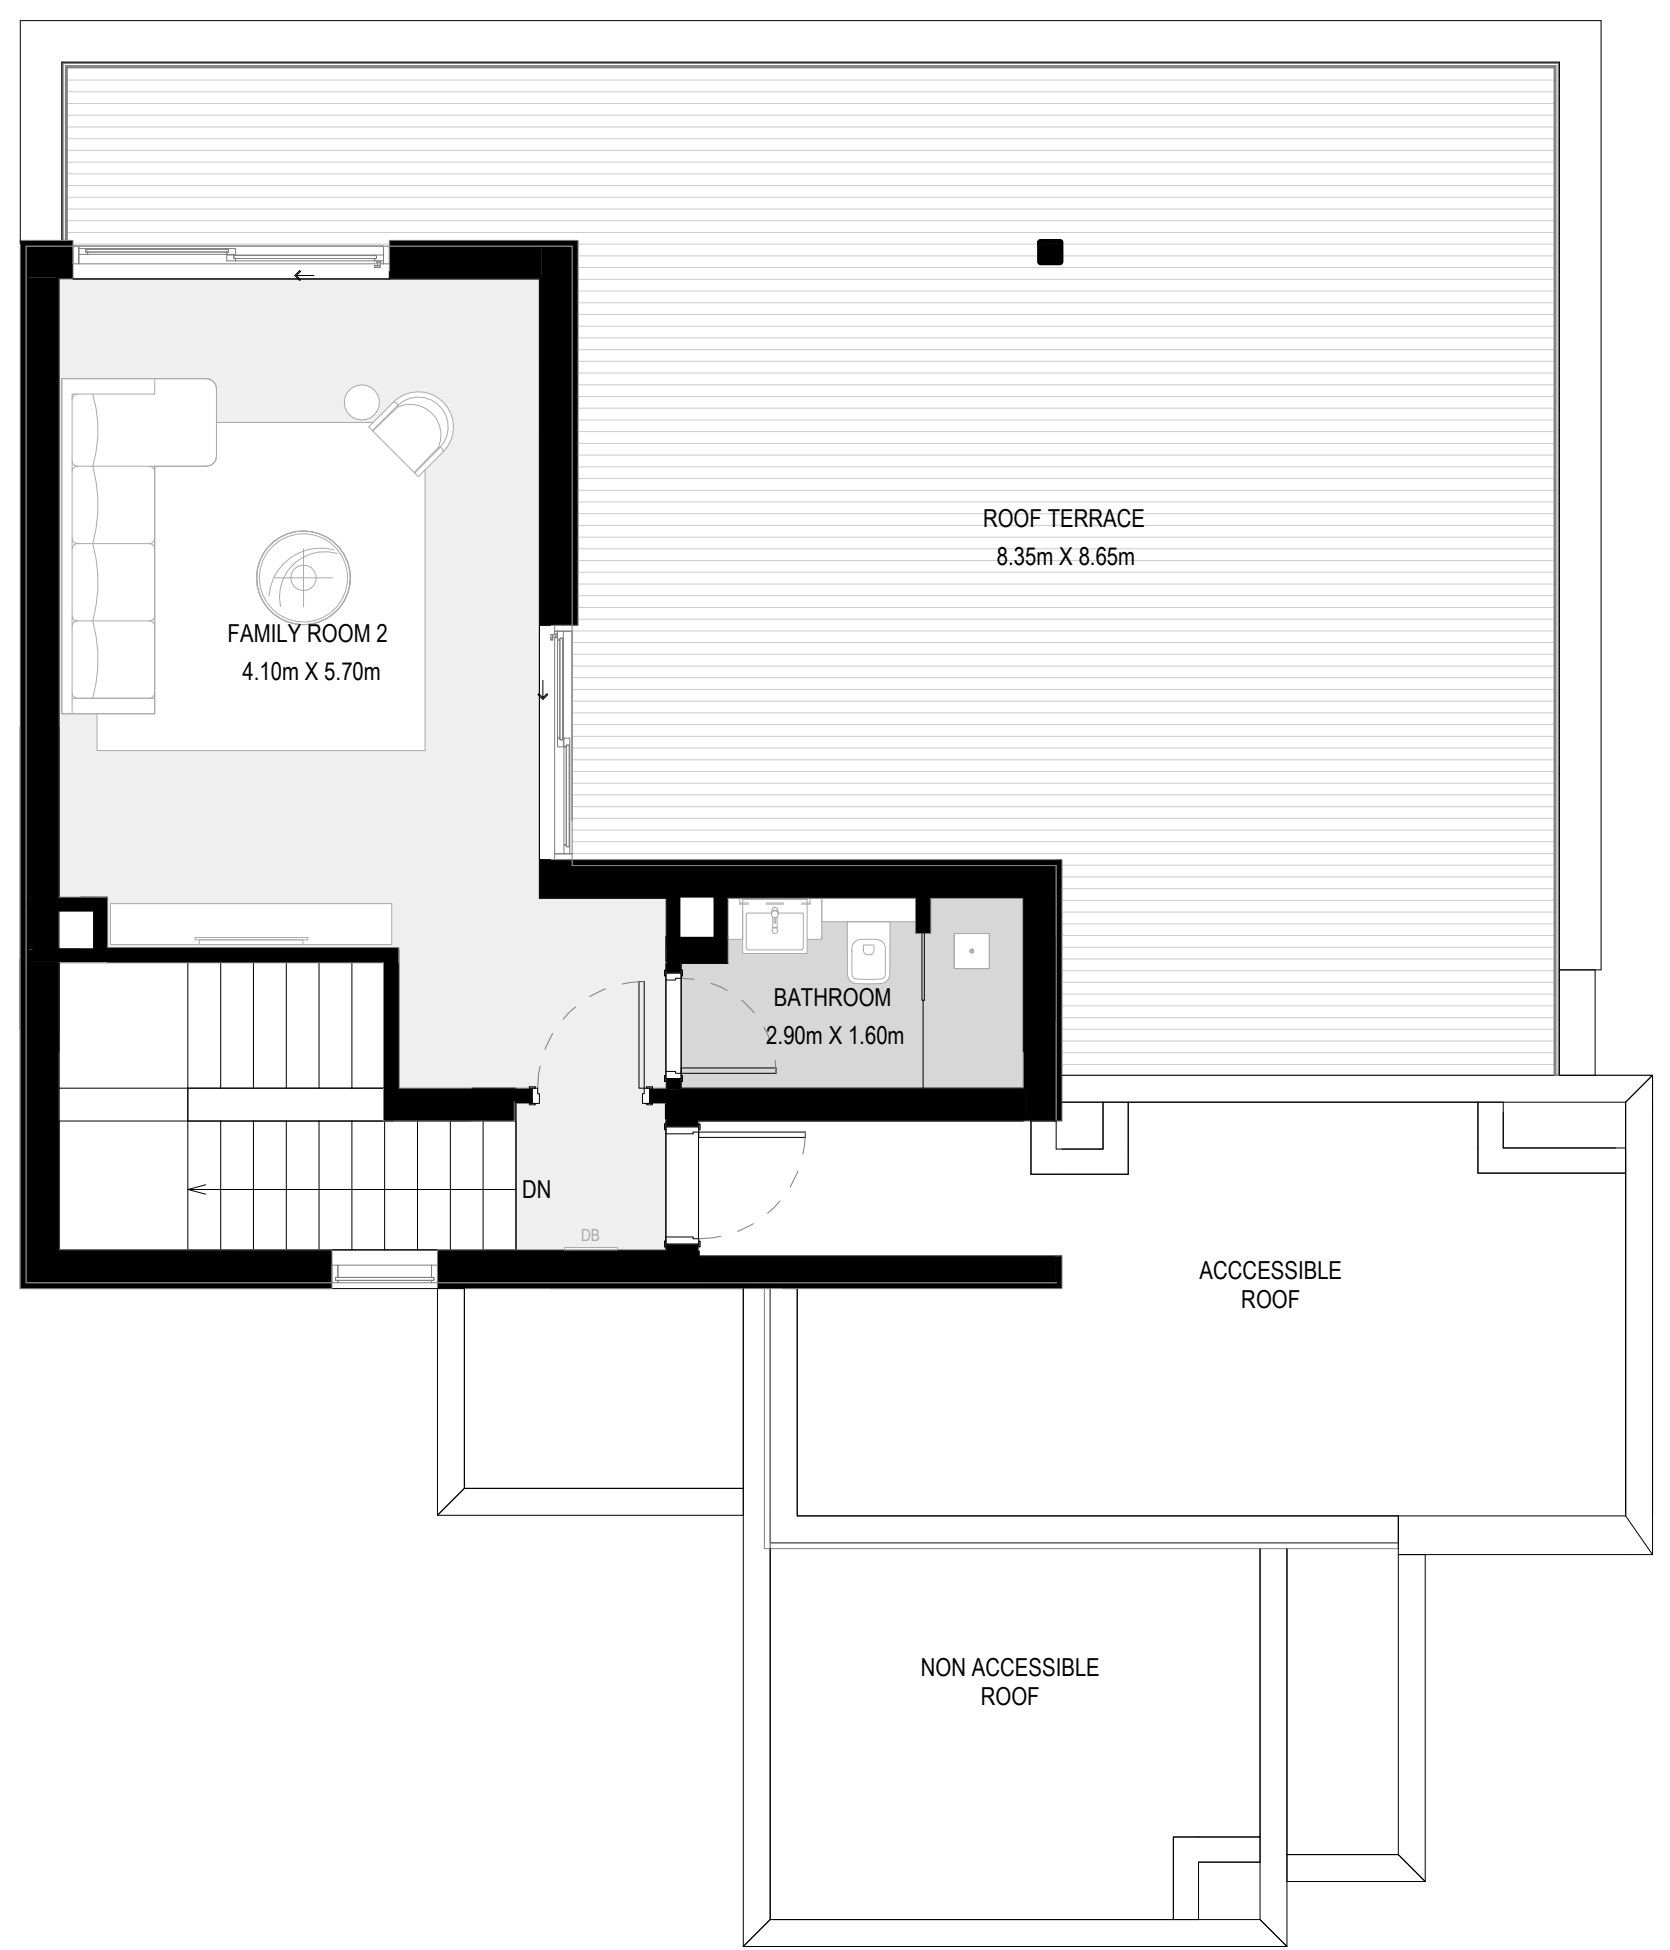 ROOF TERRACE
8.35m X 8.65m
FAMILY ROOM 2
4.10m X 5.70m
BATHROOM
2.90m X 1.60m
DN
DB
ACCCESSIBLE
ROOF
NON ACCESSIBLE
ROOF